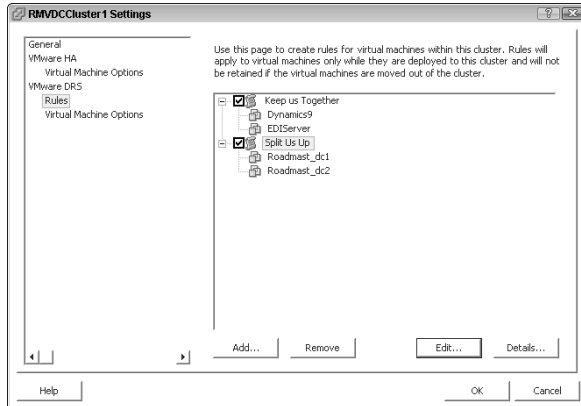 RMVDCCluster1 Settings
General
VMware HA
Virtual Machine Options
VMware DRS
Rules
Virtual Machine Options
Use this page to create rules for virtual machines within this cluster. Rules will
apply to virtual machines only while they are deployed to this cluster and will not
be retained if the virtual machines are moved out of the cluster.
Keep us Together
Dynamics9
EDIServer
Split Us Up
Roadmast_dc1
Roadmast_dc2
Add...
Remove
Edit...
Details...
Help
OK
Cancel